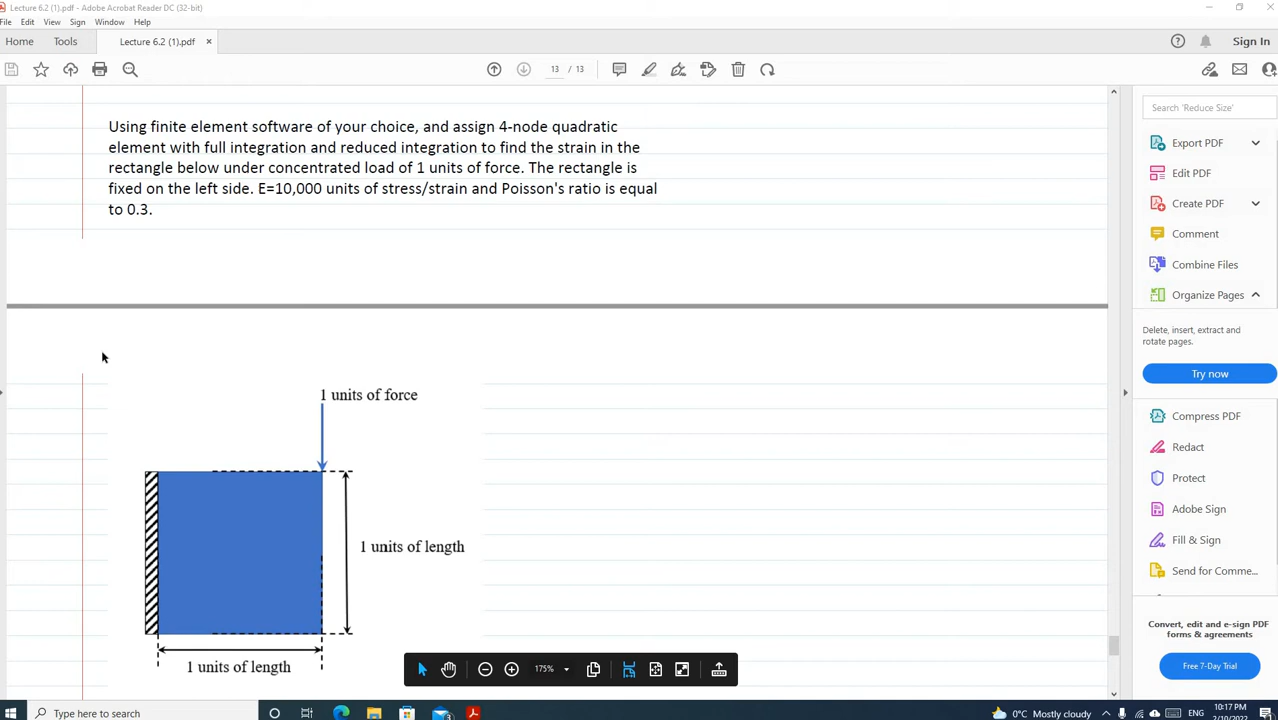 Lecture 6.2 (1).pdf - Adobe Acrobat Reader DC (32-bit)
File Edit View Sign Window Help
Home Tools Lecture 6.2 (1).pdf × Sign In
13 / 13
Search 'Reduce Size'
Using finite element software of your choice, and assign 4-node quadratic
element with full integration and reduced integration to find the strain in the
rectangle below under concentrated load of 1 units of force. The rectangle is
fixed on the left side. E=10,000 units of stress/strain and Poisson's ratio is equal
to 0.3.
1 units of force
1 units of length
1 units of length
Export PDF
Edit PDF
Create PDF
Comment
Combine Files
Organize Pages
Delete, insert, extract and
rotate pages.
Try now
Compress PDF
Redact
Protect
Adobe Sign
Fill & Sign
Send for Comme...
Convert, edit and e-sign PDF
forms & agreements
Free 7-Day Trial
175%
Type here to search
0°C Mostly cloudy ENG 10:17 PM
2/10/2022